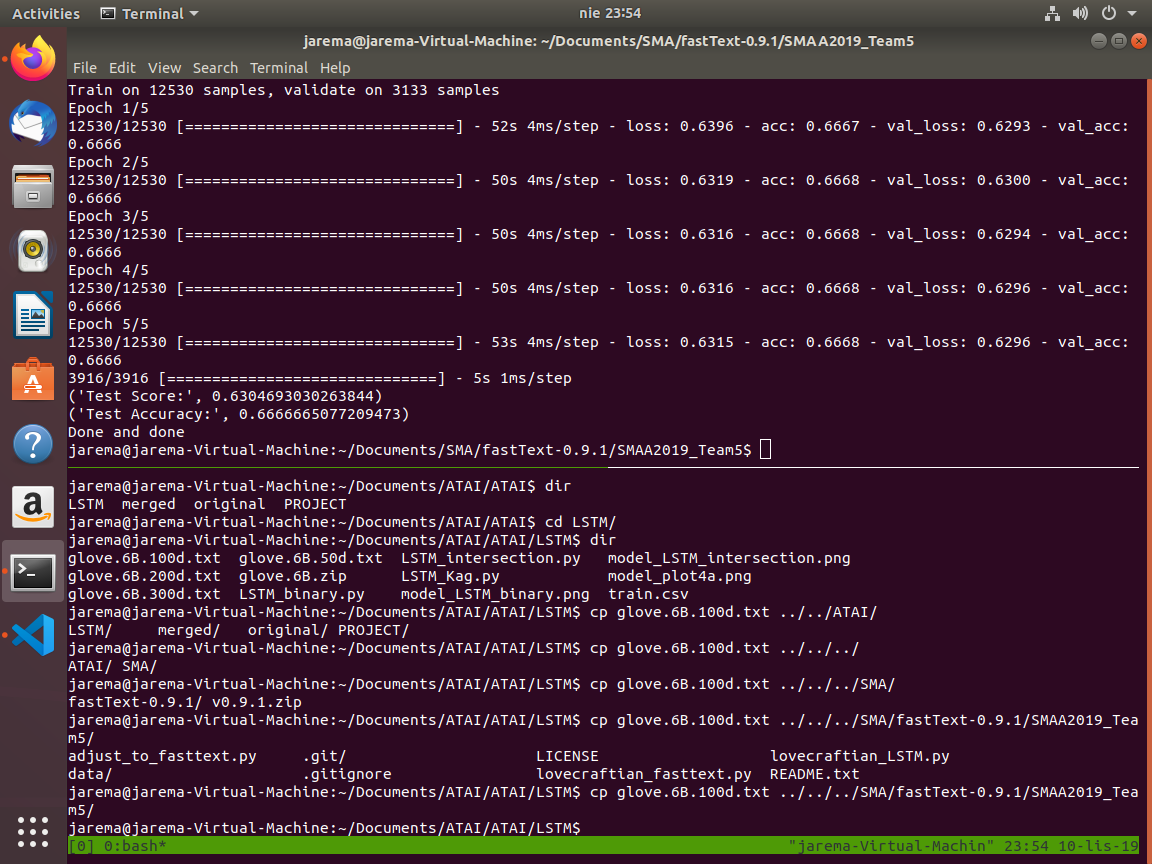 Activities Terminal nie 23:54
jarema@jarema-Virtual-Machine: ~/Documents/SMA/fastText-0.9.1/SMAA2019_Team5
File Edit View Search Terminal Help
Train on 12530 samples, validate on 3133 samples
Epoch 1/5
12530/12530 [==============================] - 52s 4ms/step - loss: 0.6396 - acc: 0.6667 - val_loss: 0.6293 - val_acc:
0.6666
Epoch 2/5
12530/12530 [==============================] - 50s 4ms/step - loss: 0.6319 - acc: 0.6668 - val_loss: 0.6300 - val_acc:
0.6666
Epoch 3/5
12530/12530 [==============================] - 50s 4ms/step - loss: 0.6316 - acc: 0.6668 - val_loss: 0.6294 - val_acc:
0.6666
Epoch 4/5
12530/12530 [==============================] - 50s 4ms/step - loss: 0.6316 - acc: 0.6668 - val_loss: 0.6296 - val_acc:
0.6666
Epoch 5/5
12530/12530 [==============================] - 53s 4ms/step - loss: 0.6315 - acc: 0.6668 - val_loss: 0.6296 - val_acc:
0.6666
3916/3916 [==============================] - 5s 1ms/step
('Test Score:', 0.6304693030263844)
('Test Accuracy:', 0.6666665077209473)
Done and done
jarema@jarema-Virtual-Machine:~/Documents/SMA/fastText-0.9.1/SMAA2019_Team5$
jarema@jarema-Virtual-Machine:~/Documents/ATAI/ATAI$ dir
LSTM  merged  original  PROJECT
jarema@jarema-Virtual-Machine:~/Documents/ATAI/ATAI$ cd LSTM/
jarema@jarema-Virtual-Machine:~/Documents/ATAI/ATAI/LSTM$ dir
glove.6B.100d.txt  glove.6B.50d.txt  LSTM_intersection.py   model_LSTM_intersection.png
glove.6B.200d.txt  glove.6B.zip      LSTM_Kag.py            model_plot4a.png
glove.6B.300d.txt  LSTM_binary.py    model_LSTM_binary.png  train.csv
jarema@jarema-Virtual-Machine:~/Documents/ATAI/ATAI/LSTM$ cp glove.6B.100d.txt ../../ATAI/
LSTM/     merged/   original/ PROJECT/
jarema@jarema-Virtual-Machine:~/Documents/ATAI/ATAI/LSTM$ cp glove.6B.100d.txt ../../../
ATAI/ SMA/
jarema@jarema-Virtual-Machine:~/Documents/ATAI/ATAI/LSTM$ cp glove.6B.100d.txt ../../../SMA/
fastText-0.9.1/ v0.9.1.zip
jarema@jarema-Virtual-Machine:~/Documents/ATAI/ATAI/LSTM$ cp glove.6B.100d.txt ../../../SMA/fastText-0.9.1/SMAA2019_Tea
m5/
adjust_to_fasttext.py     .git/                     LICENSE                   lovecraftian_LSTM.py
data/                     .gitignore                lovecraftian_fasttext.py  README.txt
jarema@jarema-Virtual-Machine:~/Documents/ATAI/ATAI/LSTM$ cp glove.6B.100d.txt ../../../SMA/fastText-0.9.1/SMAA2019_Tea
m5/
jarema@jarema-Virtual-Machine:~/Documents/ATAI/ATAI/LSTM$
[0] 0:bash* "jarema-Virtual-Machin" 23:54 10-lis-19